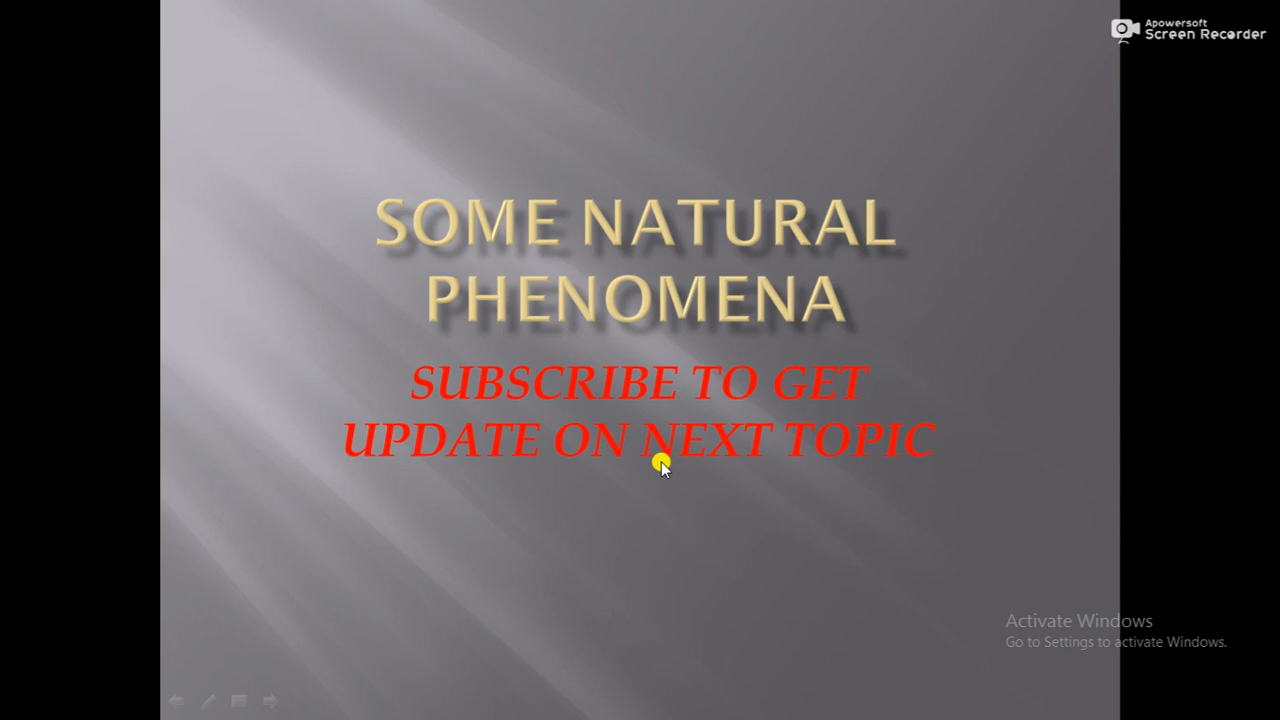 Apowersoft
Screen Recorder
SOME NATURAL
PHENOMENA
SUBSCRIBE TO GET
UPDATE ON NEXT TOPIC
Activate Windows
Go to Settings to activate Windows.